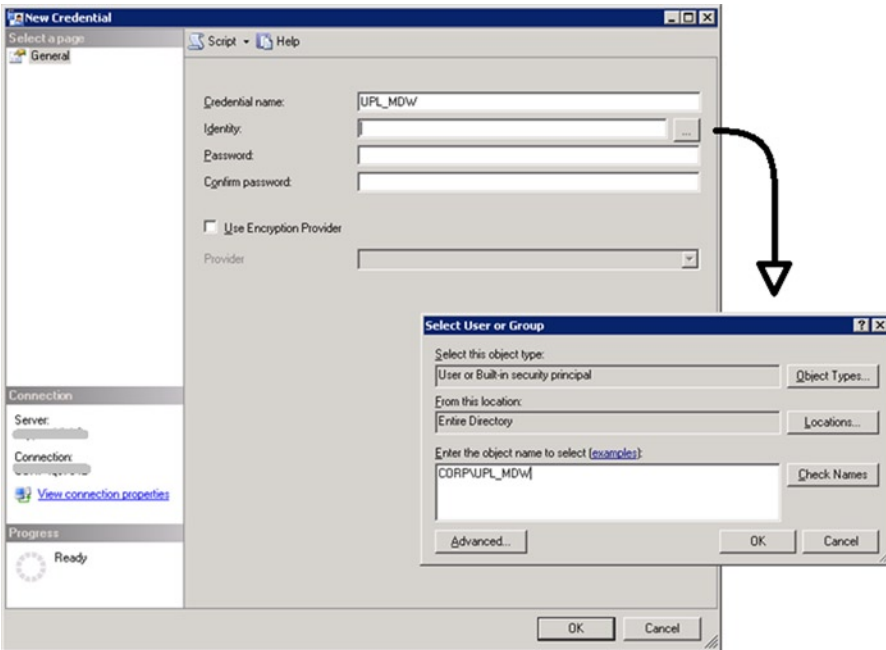 New Credential
Select a page
General
Script
Help
Credential name:
UPL_MDW
Identity:
...
Password:
Confirm password:
Use Encryption Provider
Provider
Connection
Server:
Connection:
View connection properties
Progress
Ready
OK
Cancel
Select User or Group
Select this object type:
User or Built-in security principal
Object Types...
From this location:
Entire Directory
Locations...
Enter the object name to select (examples):
CORP\UPL_MDW
Check Names
Advanced...
OK
Cancel